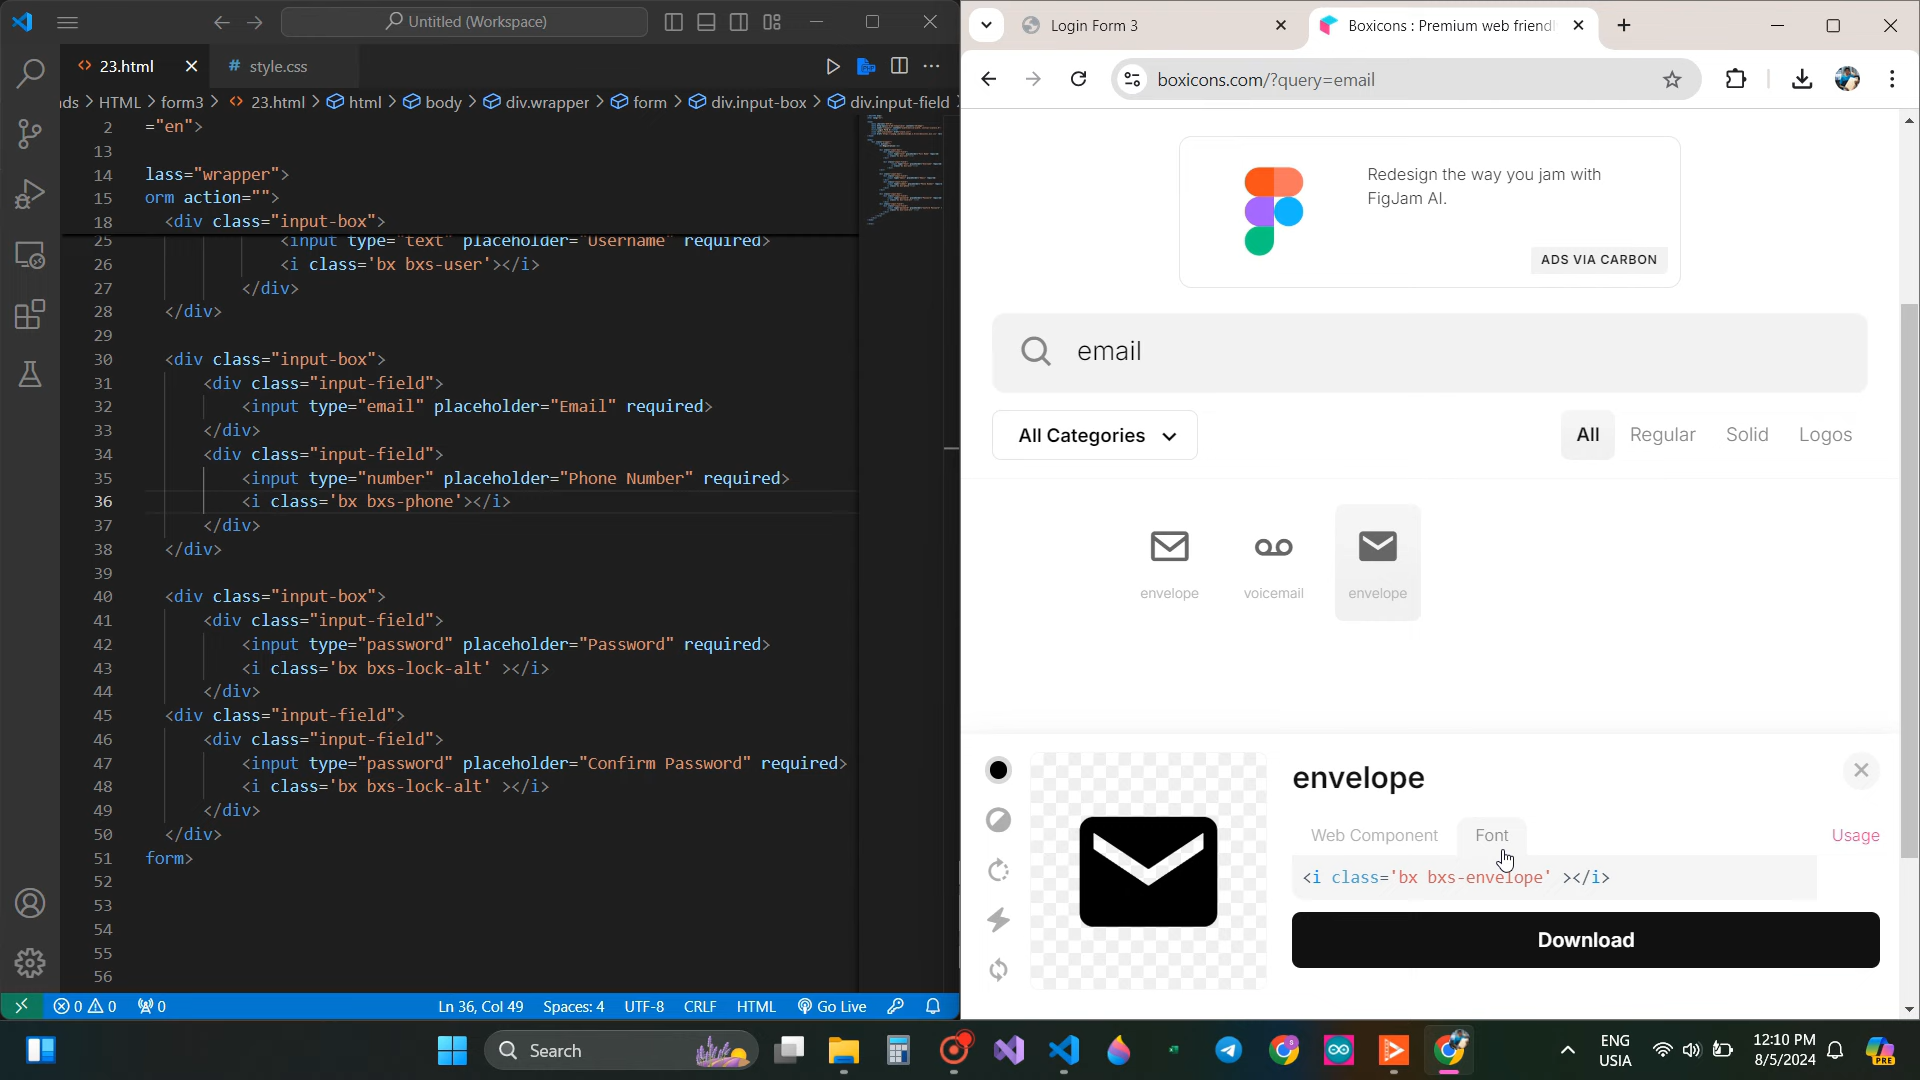 Untitled (Workspace)
23.html
style.css
ds > HTML > form3 > 23.html > html > body > div.wrapper > form > div.input-box > div.input-field
2 ="en">
13
14 lass="wrapper">
15 orm action="">
18 <div class="input-box">
25 <input type="text" placeholder="Username" required>
26 <i class='bx bxs-user'></i>
27 </div>
28 </div>
29
30 <div class="input-box">
31 <div class="input-field">
32 <input type="email" placeholder="Email" required>
33 </div>
34 <div class="input-field">
35 <input type="number" placeholder="Phone Number" required>
36 <i class='bx bxs-phone'></i>
37 </div>
38 </div>
39
40 <div class="input-box">
41 <div class="input-field">
42 <input type="password" placeholder="Password" required>
43 <i class='bx bxs-lock-alt' ></i>
44 </div>
45 <div class="input-field">
46 <div class="input-field">
47 <input type="password" placeholder="Confirm Password" required>
48 <i class='bx bxs-lock-alt' ></i>
49 </div>
50 </div>
51 form>
52
53
54
55
56
0 0 0 Ln 36, Col 49 Spaces: 4 UTF-8 CRLF HTML Go Live
Login Form 3
Boxicons : Premium web friendl
boxicons.com/?query=email
Redesign the way you jam with
FigJam AI.
ADS VIA CARBON
email
All Categories
All Regular Solid Logos
envelope voicemail envelope
envelope
Web Component Font Usage
<i class='bx bxs-envelope' ></i>
Download
Search
ENG
USIA
12:10 PM
8/5/2024
PRE